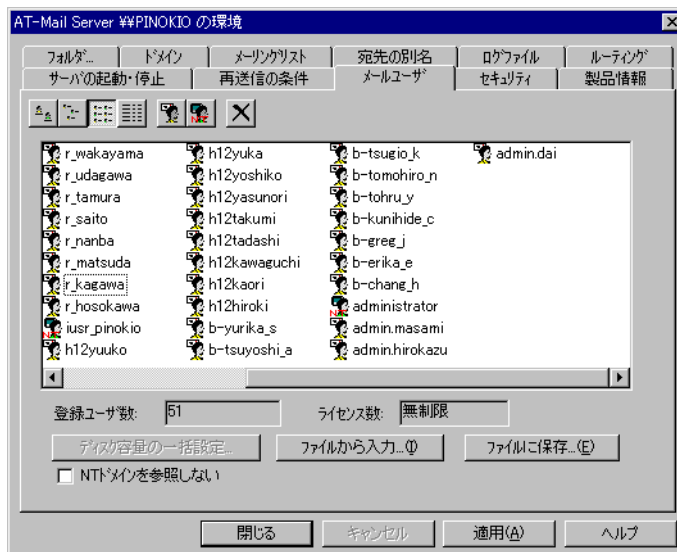 AT-Mail Server ¥¥PINOKIO の環境
フォルダ... ドメイン メーリングリスト 宛先の別名 ログファイル ルーティング
サーバの起動・停止 再送信の条件 メールユーザ セキュリティ 製品情報
r_wakayama h12yuka b-tsugio_k admin.dai
r_udagawa h12yoshiko b-tomohiro_n
r_tamura h12yasunori b-tohru_y
r_saito h12takumi b-kunihide_c
r_nanba h12tadashi b-greg_j
r_matsuda h12kawaguchi b-erika_e
r_kagawa h12kaori b-chang_h
r_hosokawa h12hiroki administrator
iusr_pinokio b-yurika_s admin.masami
h12yuuko b-tsuyoshi_a admin.hirokazu
登録ユーザ数: 51 ライセンス数: 無制限
ディスク容量の一括設定... ファイルから入力...(I) ファイルに保存...(E)
NTドメインを参照しない
閉じる キャンセル 適用(A) ヘルプ